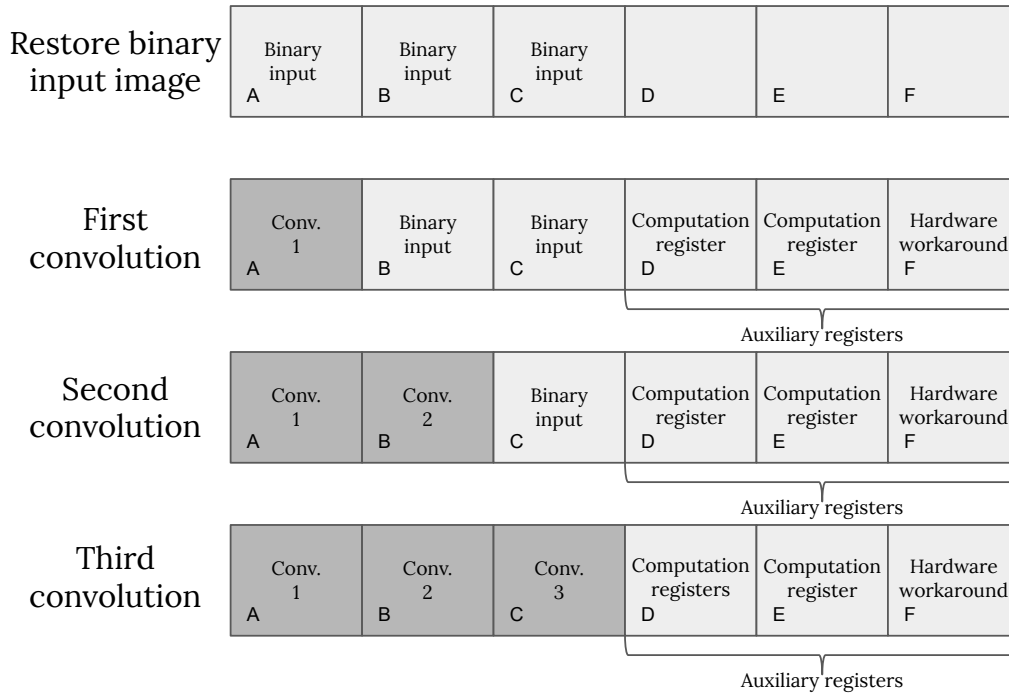 Restore binary
input image
Binary
input
A
Binary
input
B
Binary
input
C
D
E
F
First
convolution
Conv.
1
A
Binary
input
B
Binary
input
C
Computation
register
D
Computation
register
E
Hardware
workaround
F
Auxiliary registers
Second
convolution
Conv.
1
A
Conv.
2
B
Binary
input
C
Computation
register
D
Computation
register
E
Hardware
workaround
F
Auxiliary registers
Third
convolution
Conv.
1
A
Conv.
2
B
Conv.
3
C
Computation
registers
D
Computation
register
E
Hardware
workaround
F
Auxiliary registers